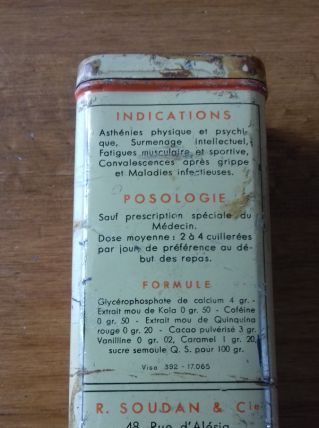 INDICATIONS
Asthénies physique et psychi-
que, Surmenage intellectuel,
Fatigues musculaire et sportive,
Convalescences après grippe
et Maladies infectieuses.
POSOLOGIE
Sauf prescription spéciale du
Médecin.
Dose moyenne : 2 à 4 cuillerées
par jour de préférence au dé-
but des repas.
FORMULE
Glycérophosphate de calcium 4 gr. -
Extrait mou de Kola 0 gr. 50 - Caféine
0 gr. 50 - Extrait mou de Quinquina
rouge 0 gr. 20 - Cacao pulvérisé 3 gr.
Vanilline 0 gr. 02, Caramel 1 gr. 20,
sucre semoule Q. S. pour 100 gr.
Visa 392 - 17.065
R. SOUDAN & Cie
48, Rue d'Alésia